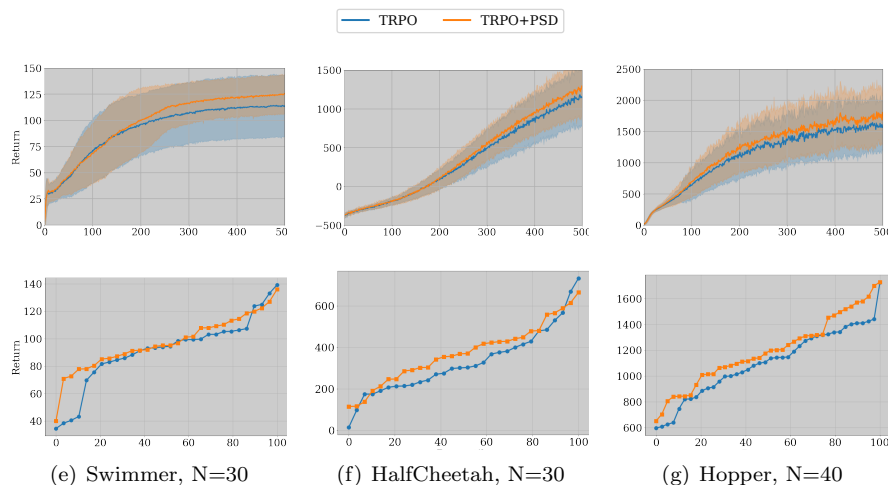 TRPO TRPO+PSD
150
125
100
75
50
25
0
Return
0 100 200 300 400 500
1500
1000
500
0
−500
0 100 200 300 400 500
2500
2000
1500
1000
500
0
0 100 200 300 400 500
140
120
100
80
60
40
Return
0 20 40 60 80 100
600
400
200
0
0 20 40 60 80 100
1600
1400
1200
1000
800
600
0 20 40 60 80 100
(e) Swimmer, N=30
(f) HalfCheetah, N=30
(g) Hopper, N=40